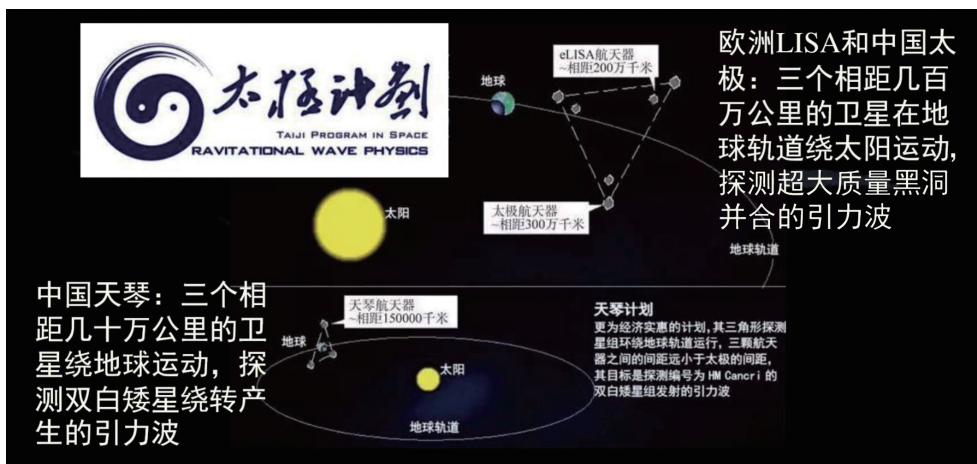 太极计划
TAIJI PROGRAM IN SPACE
RAVITATIONAL WAVE PHYSICS
地球
eLISA航天器
~相距200万千米
太阳
太极航天器
~相距300万千米
地球轨道
欧洲LISA和中国太
极：三个相距几百
万公里的卫星在地
球轨道绕太阳运动,
探测超大质量黑洞
并合的引力波
中国天琴：三个相
距几十万公里的卫
星绕地球运动，探
测双白矮星绕转产
生的引力波
天琴航天器
~相距150000千米
地球
太阳
地球轨道
天琴计划
更为经济实惠的计划,其三角形探测
星组环绕地球轨道运行，三颗航天
器之间的间距远小于太极的间距,
其目标是探测编号为 HM Cancri 的
双白矮星组发射的引力波